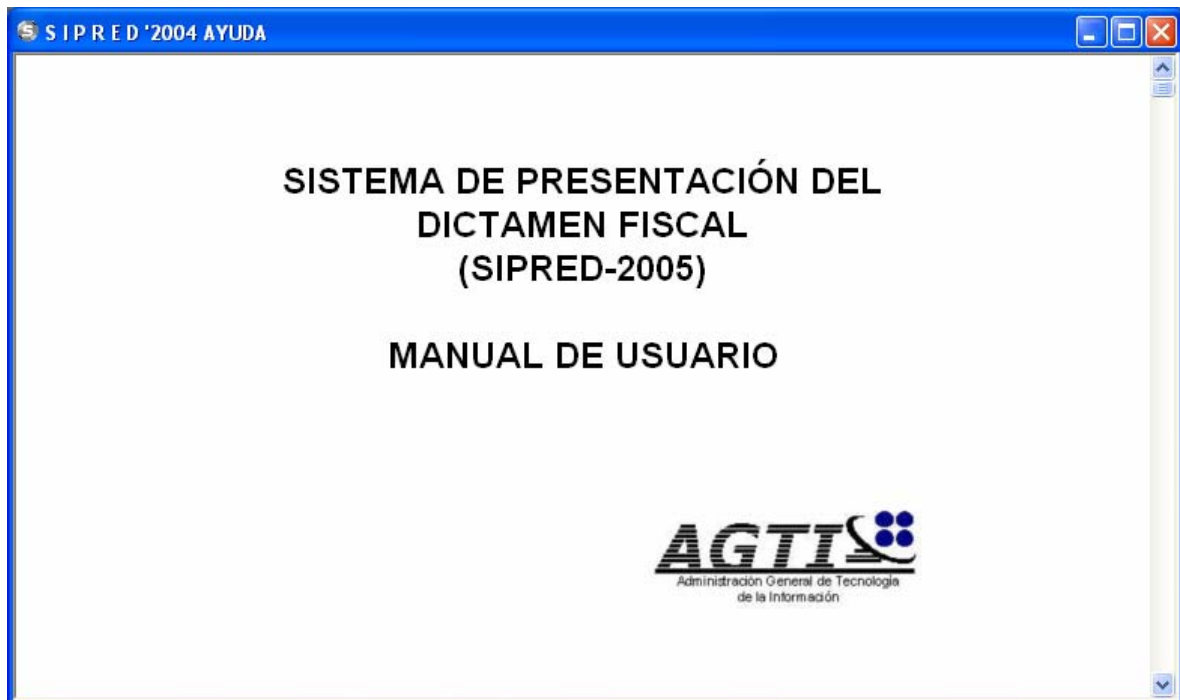 S I P R E D '2004 AYUDA
SISTEMA DE PRESENTACIÓN DEL
DICTAMEN FISCAL
(SIPRED-2005)
MANUAL DE USUARIO
AGTI
Administración General de Tecnología
de la Información